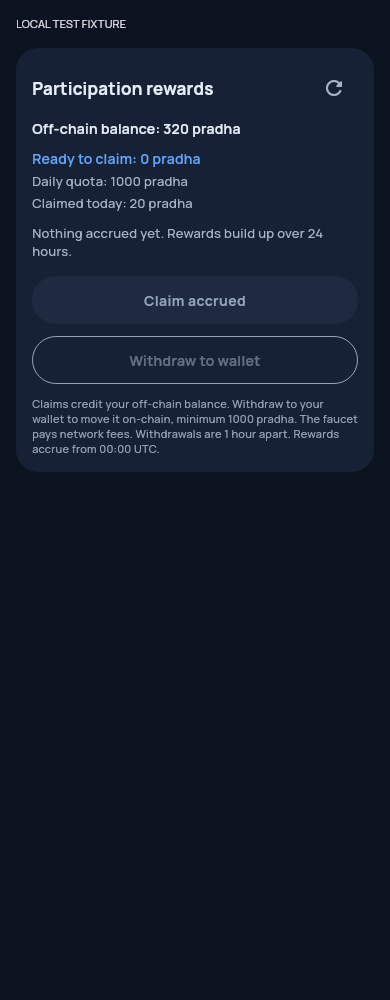 LOCAL TEST FIXTURE
Participation rewards
Off-chain balance: 320 pradha
Ready to claim: 0 pradha
Daily quota: 1000 pradha
Claimed today: 20 pradha
Nothing accrued yet. Rewards build up over 24
hours.
Claim accrued
Withdraw to wallet
Claims credit your off-chain balance. Withdraw to your
wallet to move it on-chain, minimum 1000 pradha. The faucet
pays network fees. Withdrawals are 1 hour apart. Rewards
accrue from 00:00 UTC.